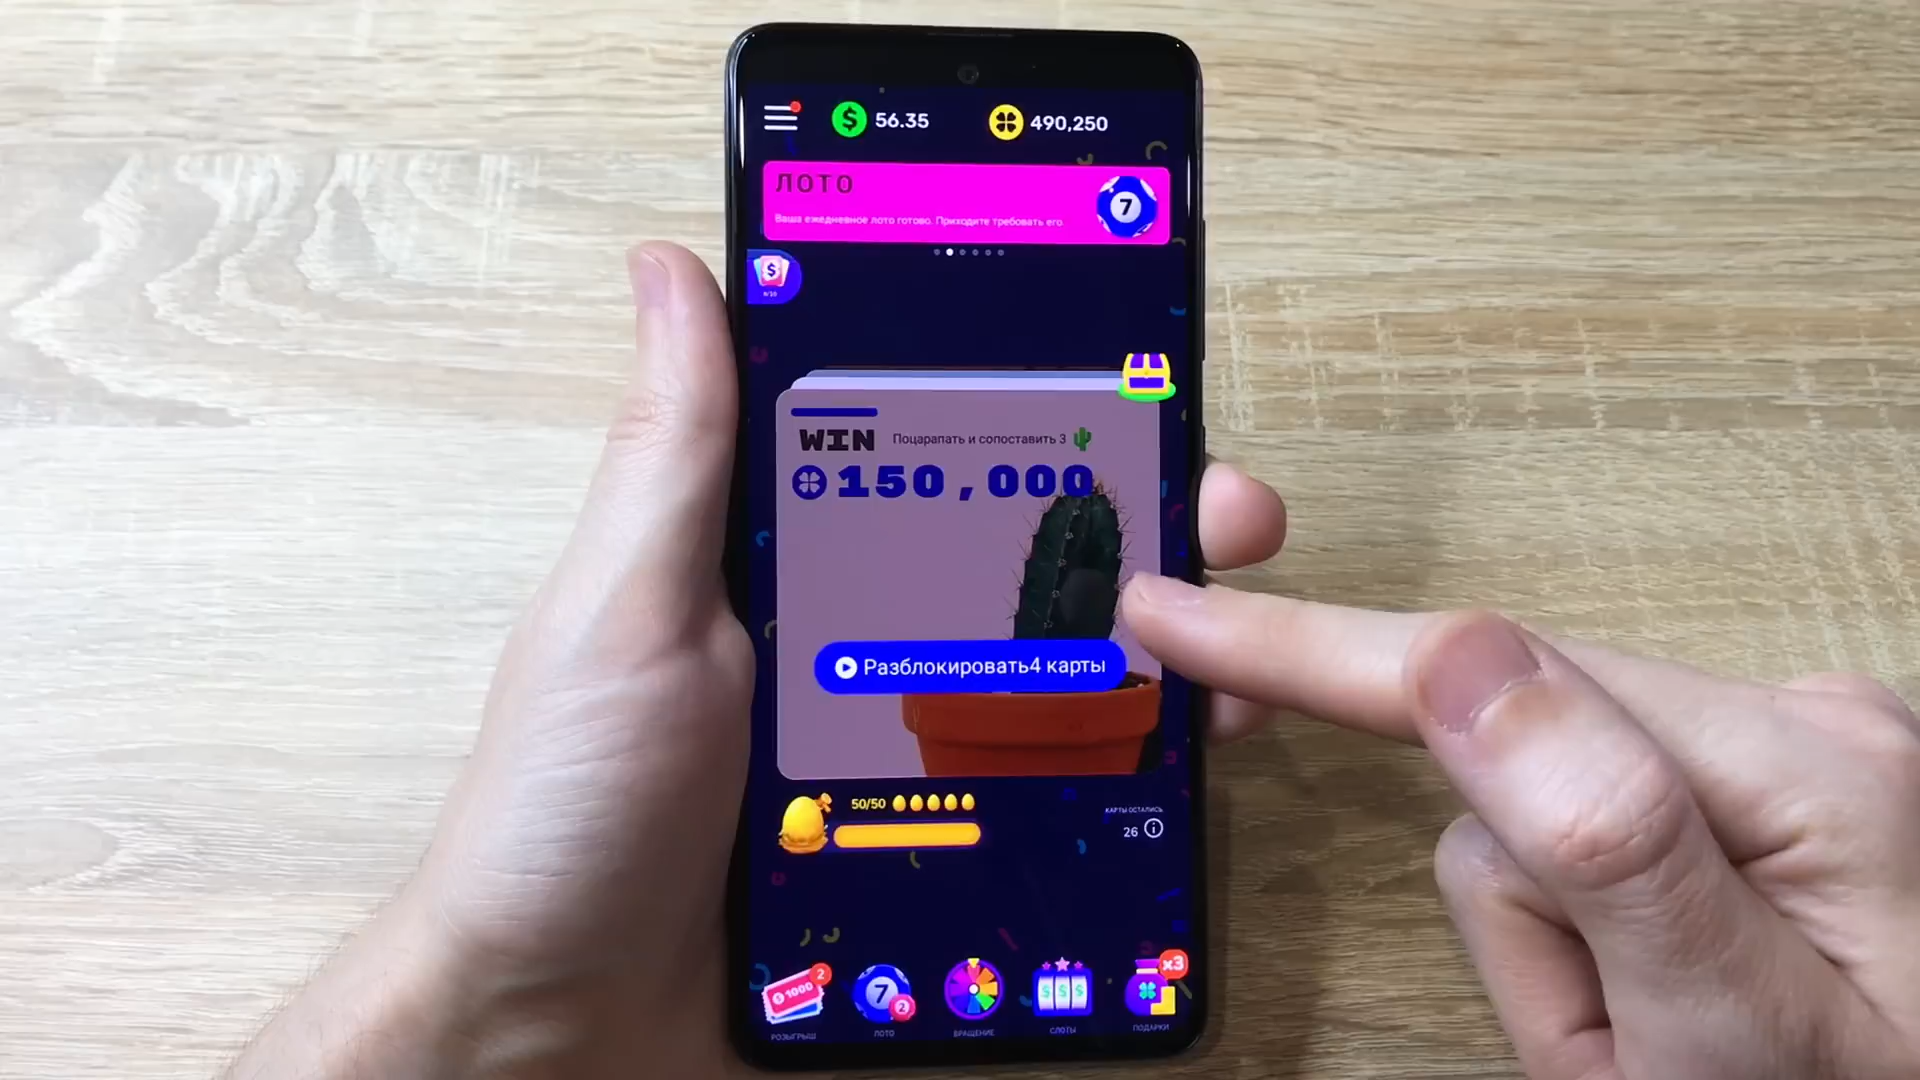 $ 56.35 490,250
ЛОТО
Ваша ежедневное лото готово. Приходите требовать его.
7
$
WIN Поцарапать и сопоставить 3
150,000
Разблокировать4 карты
50/50
КАРТЫ ОСТАЛИСЬ
26
$1000 2
7 2
$ $ $
x3
РОЗЫГРЫШ ЛОТО ВРАЩЕНИЕ СЛОТЫ ПОДАРКИ